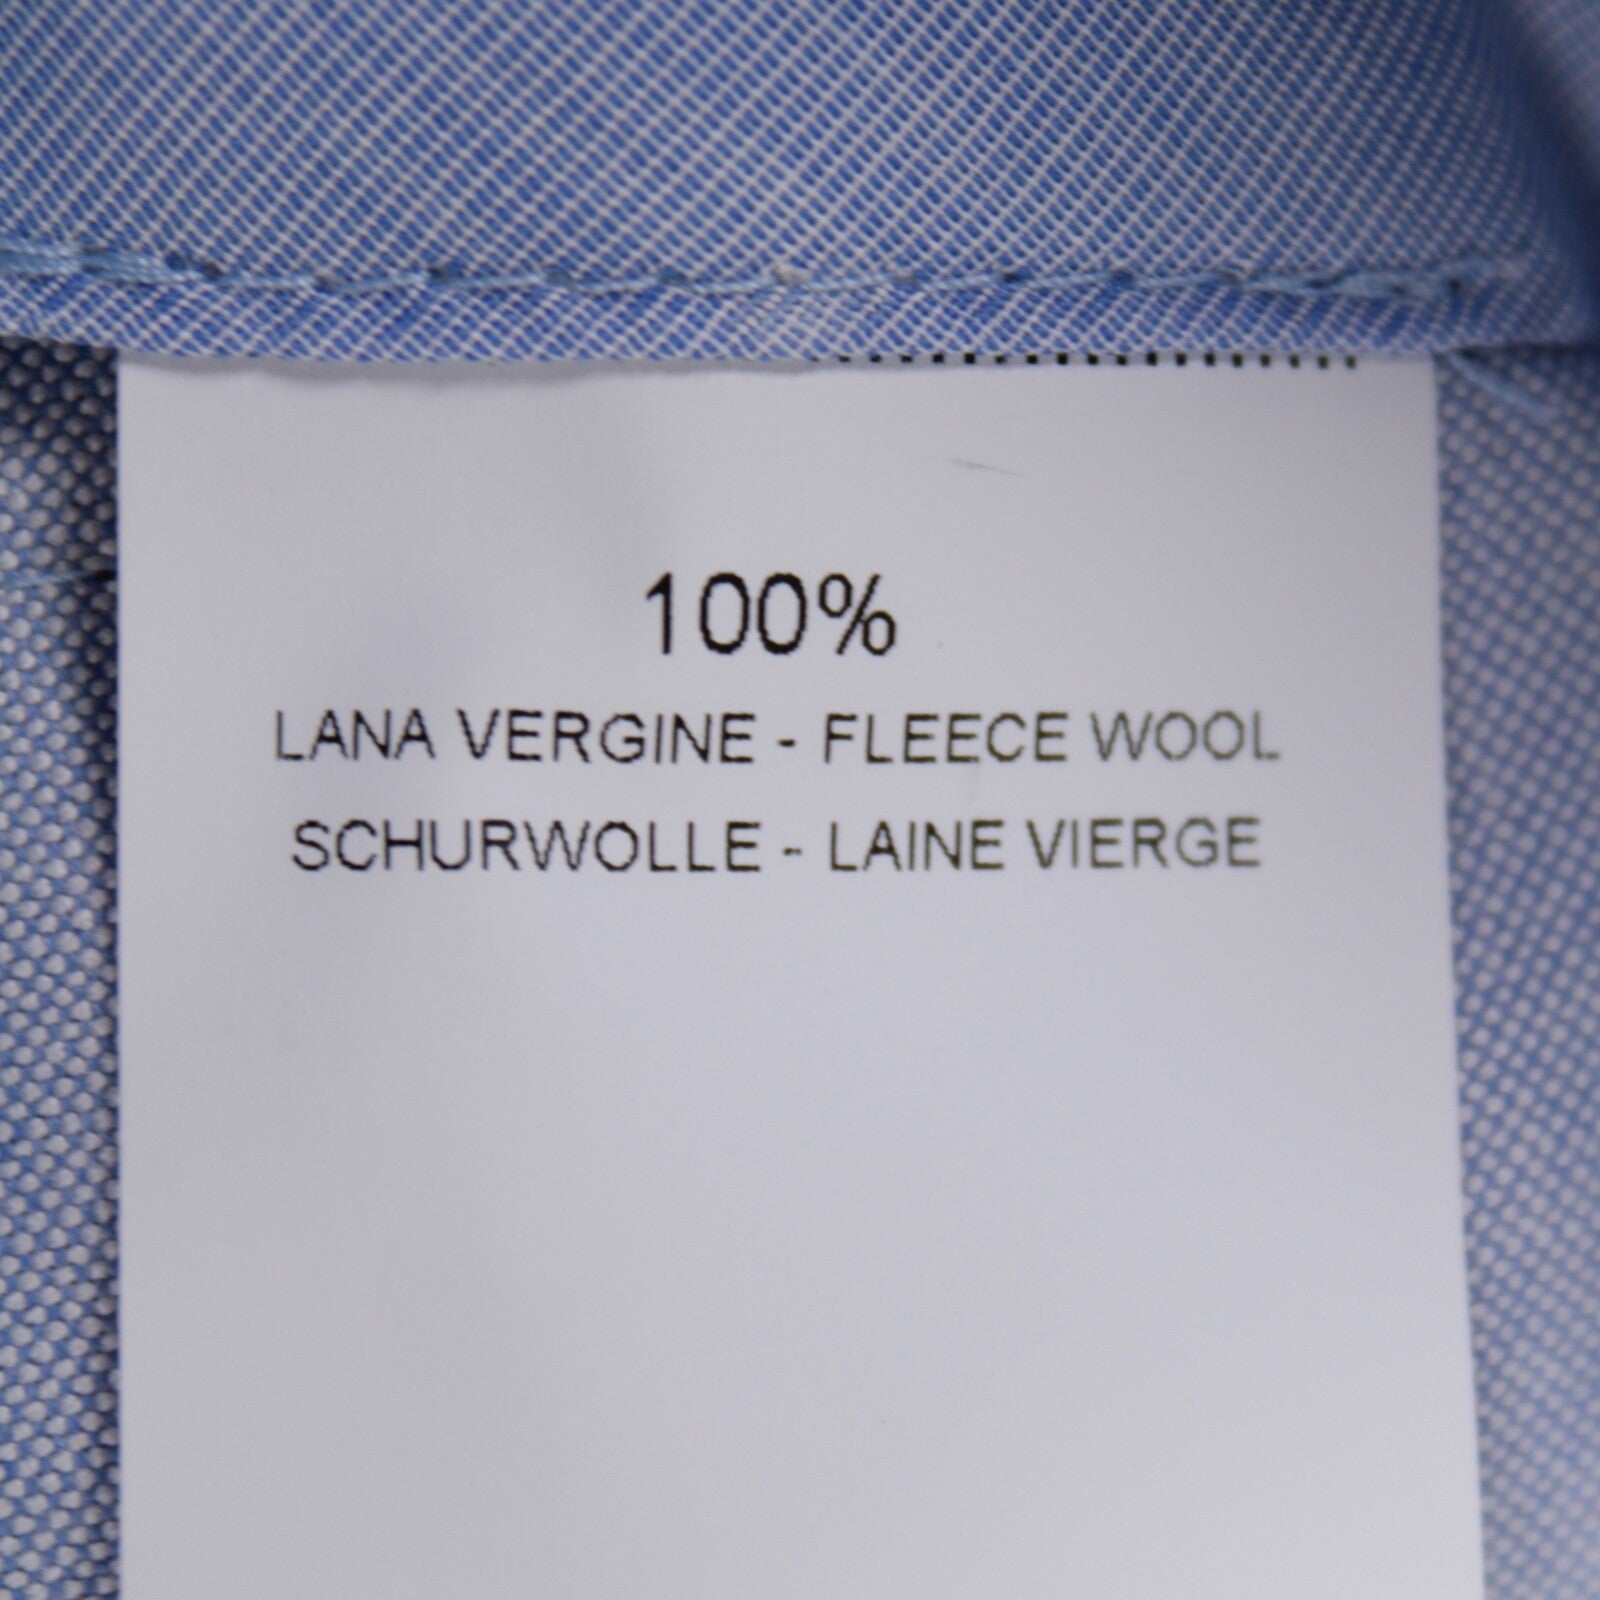 100%
LANA VERGINE - FLEECE WOOL
SCHURWOLLE - LAINE VIERGE